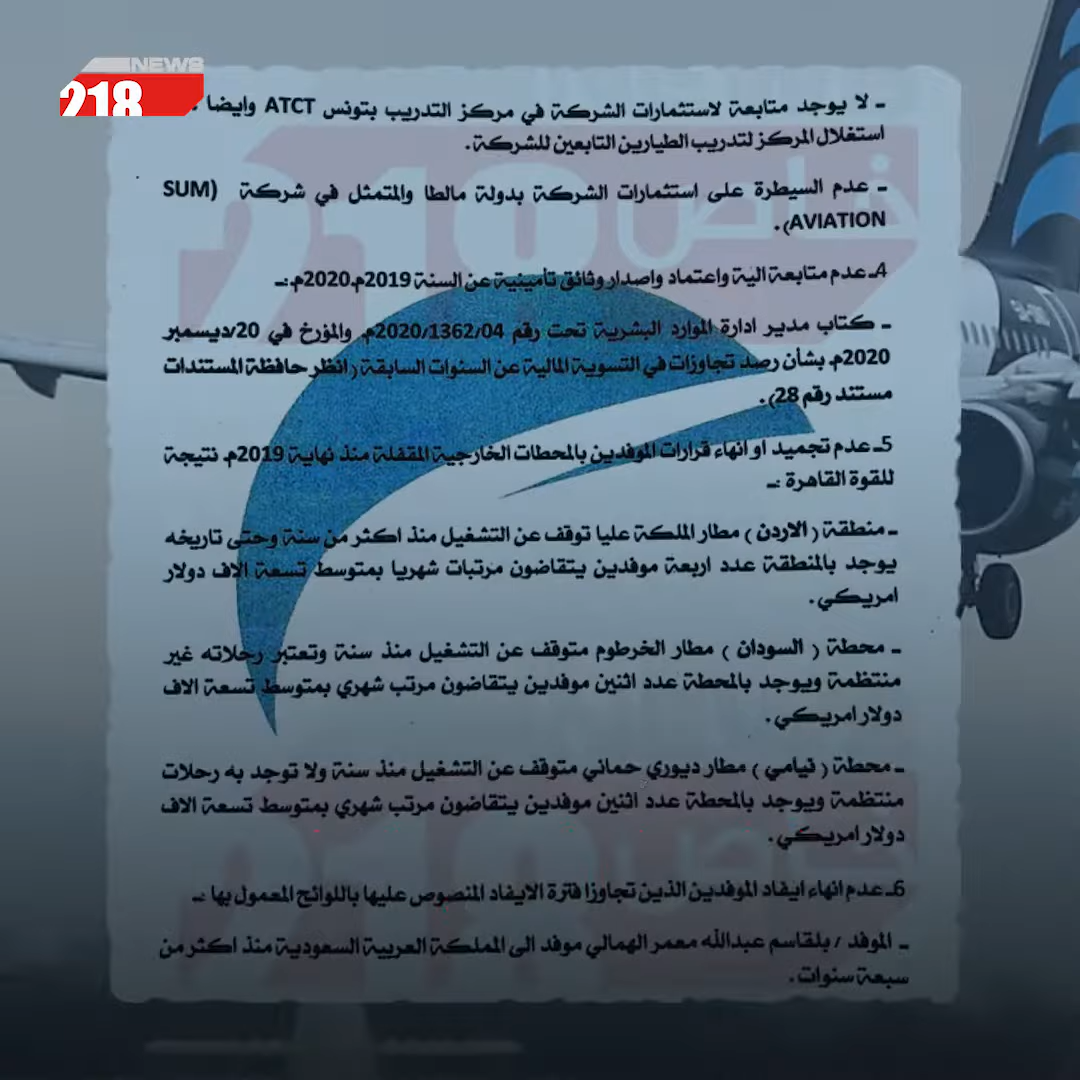 NEWS
218
ـ لا يوجد متابعة لاستثمارات الشركة في مركز التدريب بتونس ATCT وايضا
استغلال المركز لتدريب الطيارين التابعين للشركة.
ـ عدم السيطرة على استثمارات الشركة بدولة مالطا والمتمثل في شركة (SUM
AVIATION).
4ـ عدم متابعة الية واعتماد واصدار وثائق تأمينية عن السنة 2019م،2020م:ـ
ـ كتاب مدير ادارة الموارد البشرية تحت رقم 2020/1362/04م، والمؤرخ في 20/ديسمبر
2020م، بشأن رصد تجاوزات في التسوية المالية عن السنوات السابقة (انظر حافظة المستندات
مستند رقم 28).
5ـ عدم تجميد او انهاء قرارات الموفدين بالمحطات الخارجية المقفلة منذ نهاية 2019م، نتيجة
للقوة القاهرة :ـ
ـ منطقة ( الاردن ) مطار الملكة عليا توقف عن التشغيل منذ اكثر من سنة وحتى تاريخه
يوجد بالمنطقة عدد اربعة موفدين يتقاضون مرتبات شهريا بمتوسط تسعة الاف دولار
امريكي.
ـ محطة ( السودان ) مطار الخرطوم متوقف عن التشغيل منذ سنة وتعتبر رحلاته غير
منتظمة ويوجد بالمحطة عدد اثنين موفدين يتقاضون مرتب شهري بمتوسط تسعة الاف
دولار امريكي.
ـ محطة ( نيامي ) مطار ديوري حماني متوقف عن التشغيل منذ سنة ولا توجد به رحلات
منتظمة ويوجد بالمحطة عدد اثنين موفدين يتقاضون مرتب شهري بمتوسط تسعة الاف
دولار امريكي.
6ـ عدم انهاء ايفاد الموفدين الذين تجاوزا فترة الايفاد المنصوص عليها باللوائح المعمول بها :ـ
ـ الموفد / بلقاسم عبدالله معمر الهمالي موفد الى المملكة العربية السعودية منذ اكثر من
سبعة سنوات.
خاص
218
خاص
218